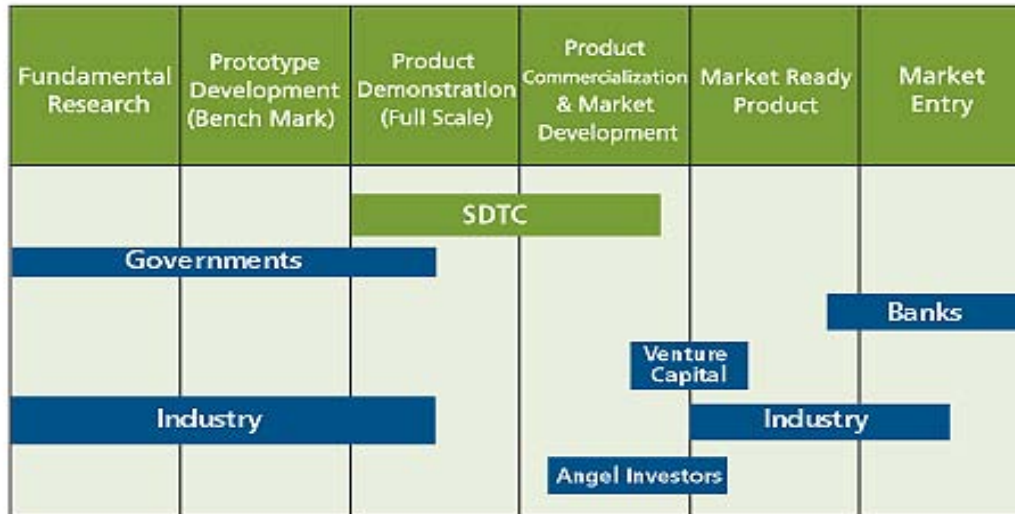 Fundamental
Research
Prototype
Development
(Bench Mark)
Product
Demonstration
(Full Scale)
Product
Commercialization
& Market
Development
Market Ready
Product
Market
Entry
SDTC
Governments
Banks
Venture
Capital
Industry
Industry
Angel Investors